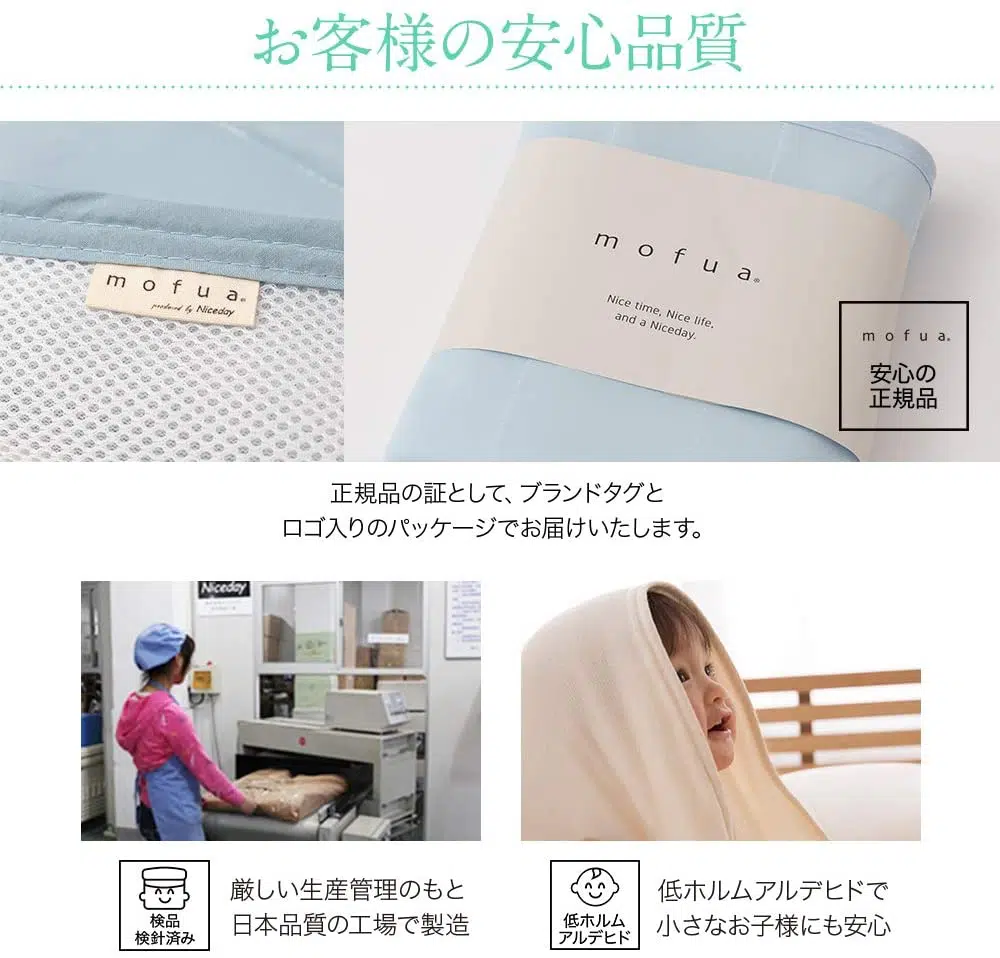 お客様の安心品質
mofua®
produced by Niceday
mofua®
Nice time, Nice life,
and a Niceday.
mofua®
安心の
正規品
正規品の証として、ブランドタグと
ロゴ入りのパッケージでお届けいたします。
Niceday
検品
検針済み
厳しい生産管理のもと
日本品質の工場で製造
低ホルム
アルデヒド
低ホルムアルデヒドで
小さなお子様にも安心